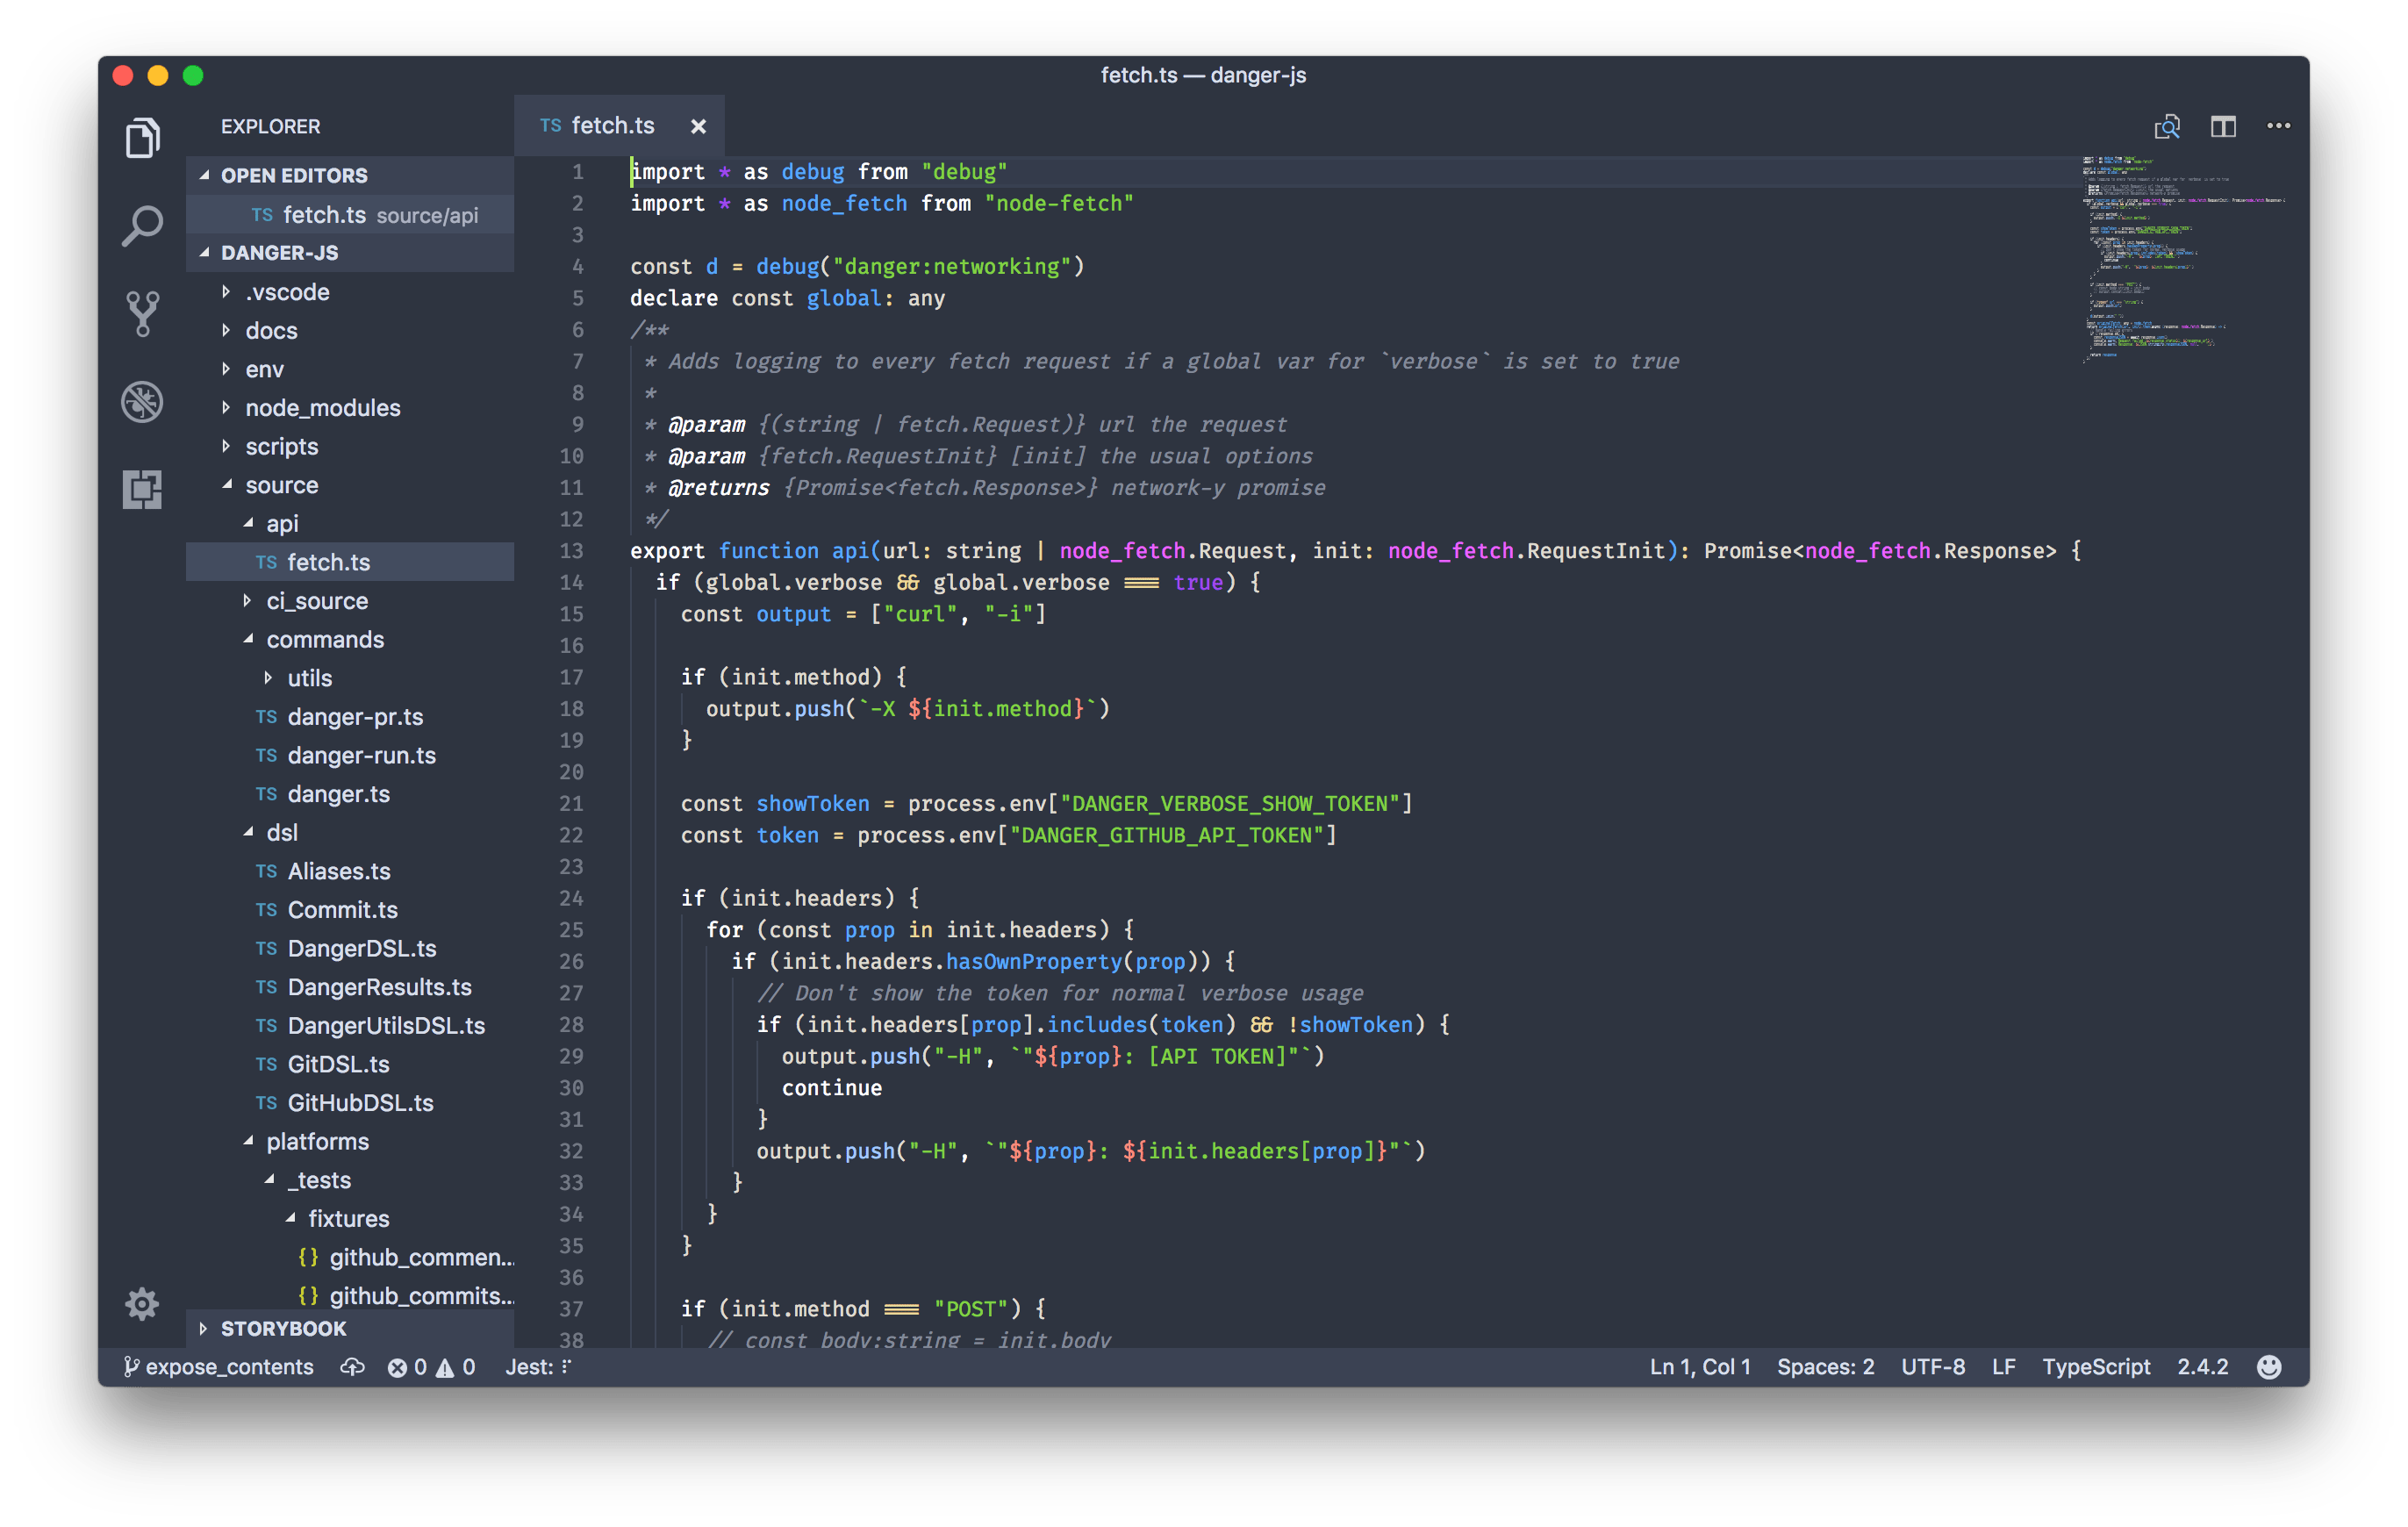 fetch.ts — danger-js
EXPLORER
OPEN EDITORS
TS fetch.ts source/api
DANGER-JS
.vscode
docs
env
node_modules
scripts
source
api
TS fetch.ts
ci_source
commands
utils
TS danger-pr.ts
TS danger-run.ts
TS danger.ts
dsl
TS Aliases.ts
TS Commit.ts
TS DangerDSL.ts
TS DangerResults.ts
TS DangerUtilsDSL.ts
TS GitDSL.ts
TS GitHubDSL.ts
platforms
_tests
fixtures
{} github_commen...
{} github_commits...
STORYBOOK
TS fetch.ts ×
1 import * as debug from "debug"
2 import * as node_fetch from "node-fetch"
3
4 const d = debug("danger:networking")
5 declare const global: any
6 /**
7 * Adds logging to every fetch request if a global var for `verbose` is set to true
8 *
9 * @param {(string | fetch.Request)} url the request
10 * @param {fetch.RequestInit} [init] the usual options
11 * @returns {Promise<fetch.Response>} network-y promise
12 */
13 export function api(url: string | node_fetch.Request, init: node_fetch.RequestInit): Promise<node_fetch.Response> {
14 if (global.verbose && global.verbose === true) {
15 const output = ["curl", "-i"]
16
17 if (init.method) {
18 output.push(`-X ${init.method}`)
19 }
20
21 const showToken = process.env["DANGER_VERBOSE_SHOW_TOKEN"]
22 const token = process.env["DANGER_GITHUB_API_TOKEN"]
23
24 if (init.headers) {
25 for (const prop in init.headers) {
26 if (init.headers.hasOwnProperty(prop)) {
27 // Don't show the token for normal verbose usage
28 if (init.headers[prop].includes(token) && !showToken) {
29 output.push("-H", `"${prop}: [API TOKEN]"`)
30 continue
31 }
32 output.push("-H", `"${prop}: ${init.headers[prop]}"`)
33 }
34 }
35 }
36
37 if (init.method === "POST") {
38 // const body:string = init.body
expose_contents 0 0 Jest: Ln 1, Col 1 Spaces: 2 UTF-8 LF TypeScript 2.4.2